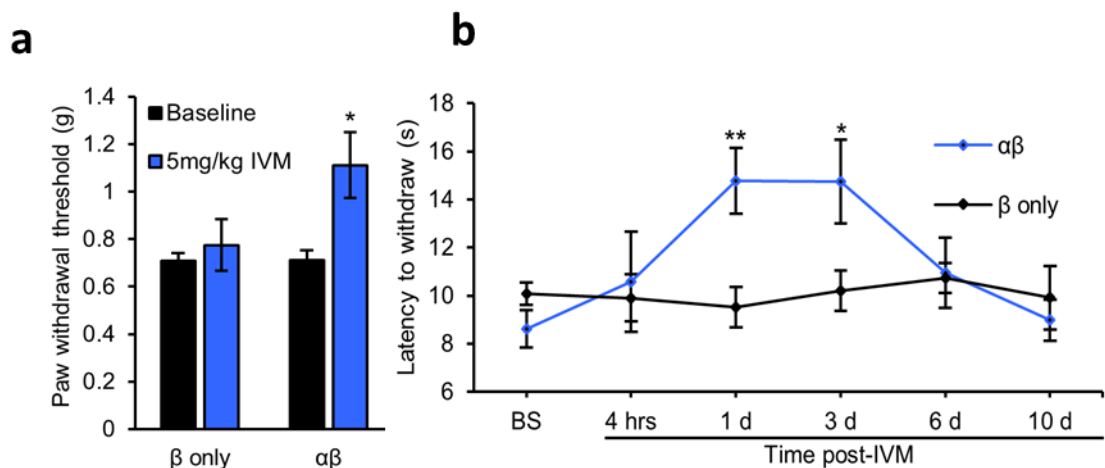 a
Paw withdrawal threshold (g)
1.4
1.2
1
0.8
0.6
0.4
0.2
0
Baseline
5mg/kg IVM
*
β only
αβ
b
Latency to withdraw (s)
18
16
14
12
10
8
6
**
*
αβ
β only
BS
4 hrs
1 d
3 d
6 d
10 d
Time post-IVM